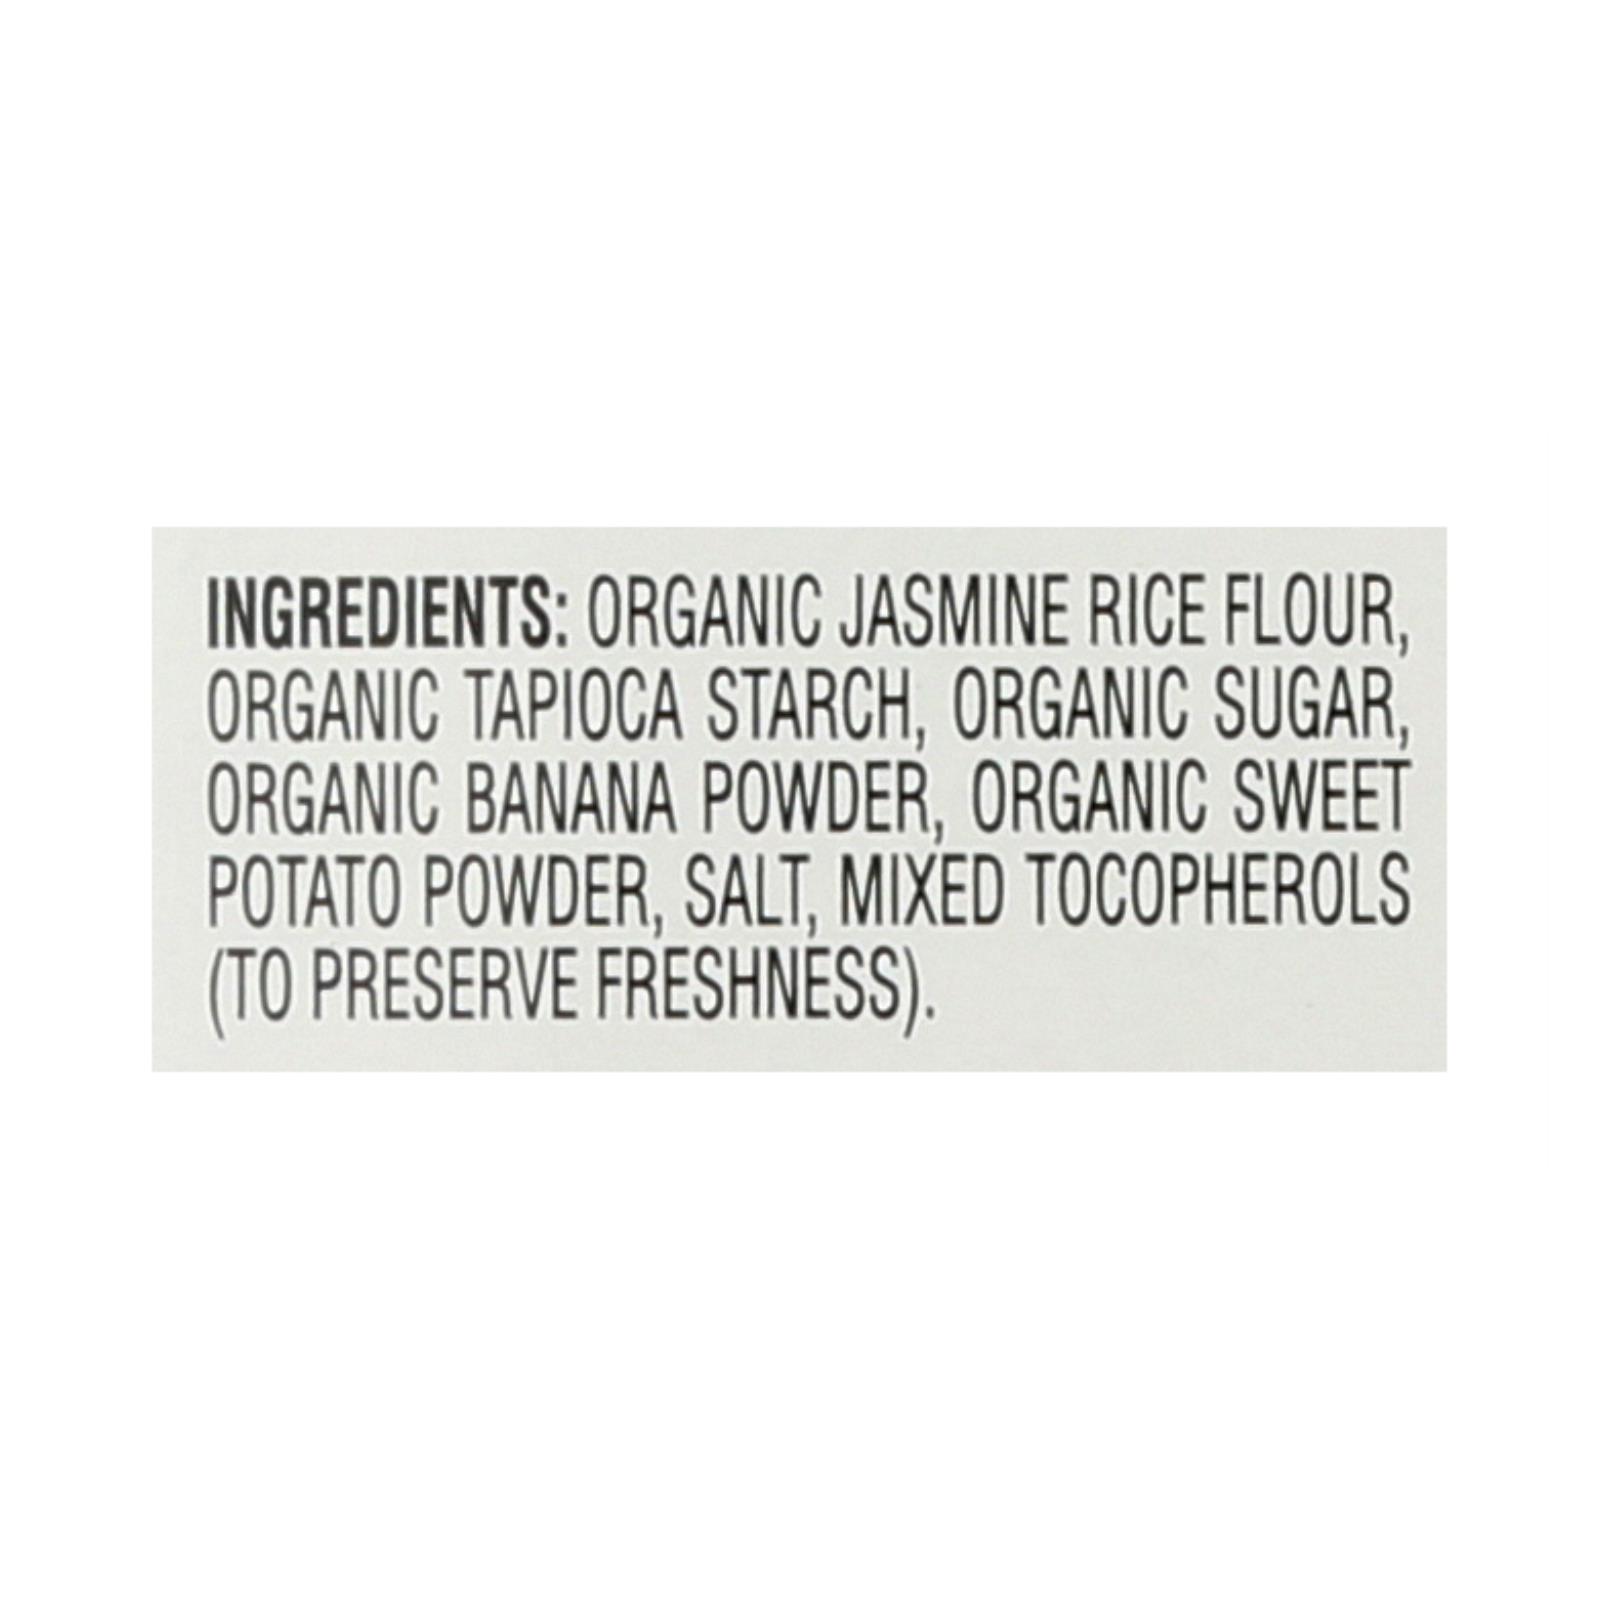 INGREDIENTS: ORGANIC JASMINE RICE FLOUR,
ORGANIC TAPIOCA STARCH, ORGANIC SUGAR,
ORGANIC BANANA POWDER, ORGANIC SWEET
POTATO POWDER, SALT, MIXED TOCOPHEROLS
(TO PRESERVE FRESHNESS).